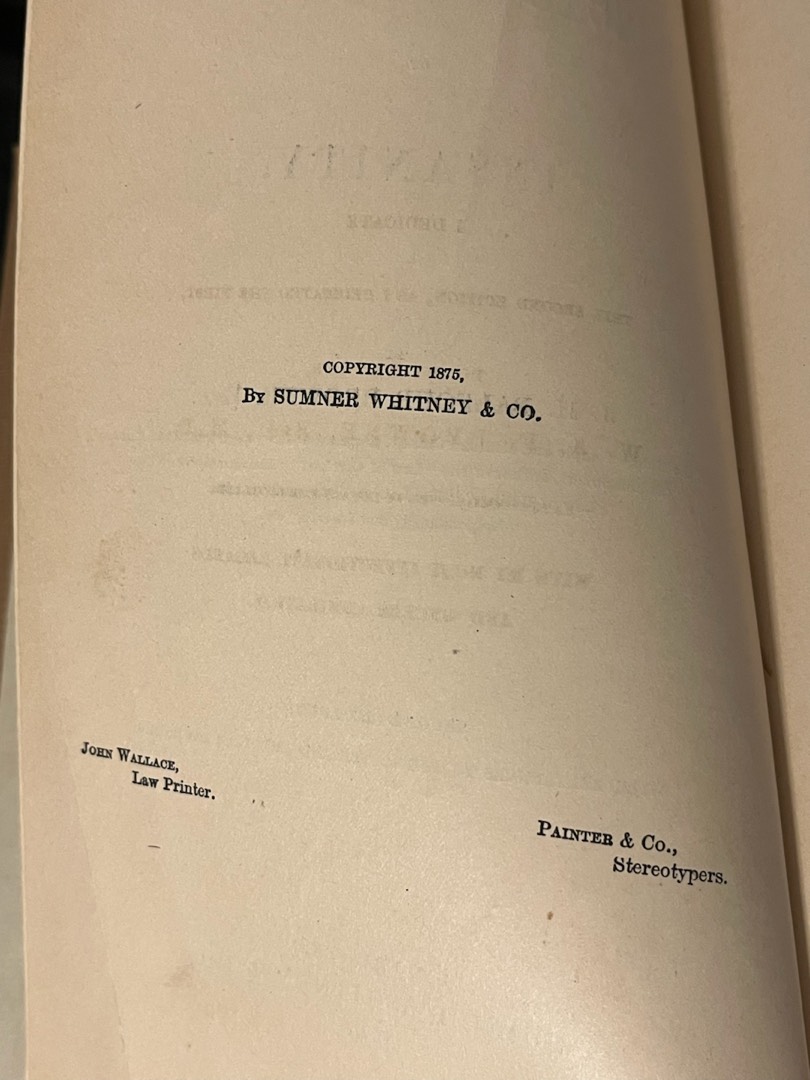 COPYRIGHT 1875,
BY SUMNER WHITNEY & CO.
JOHN WALLACE,
Law Printer.
PAINTER & CO.,
Stereotypers.